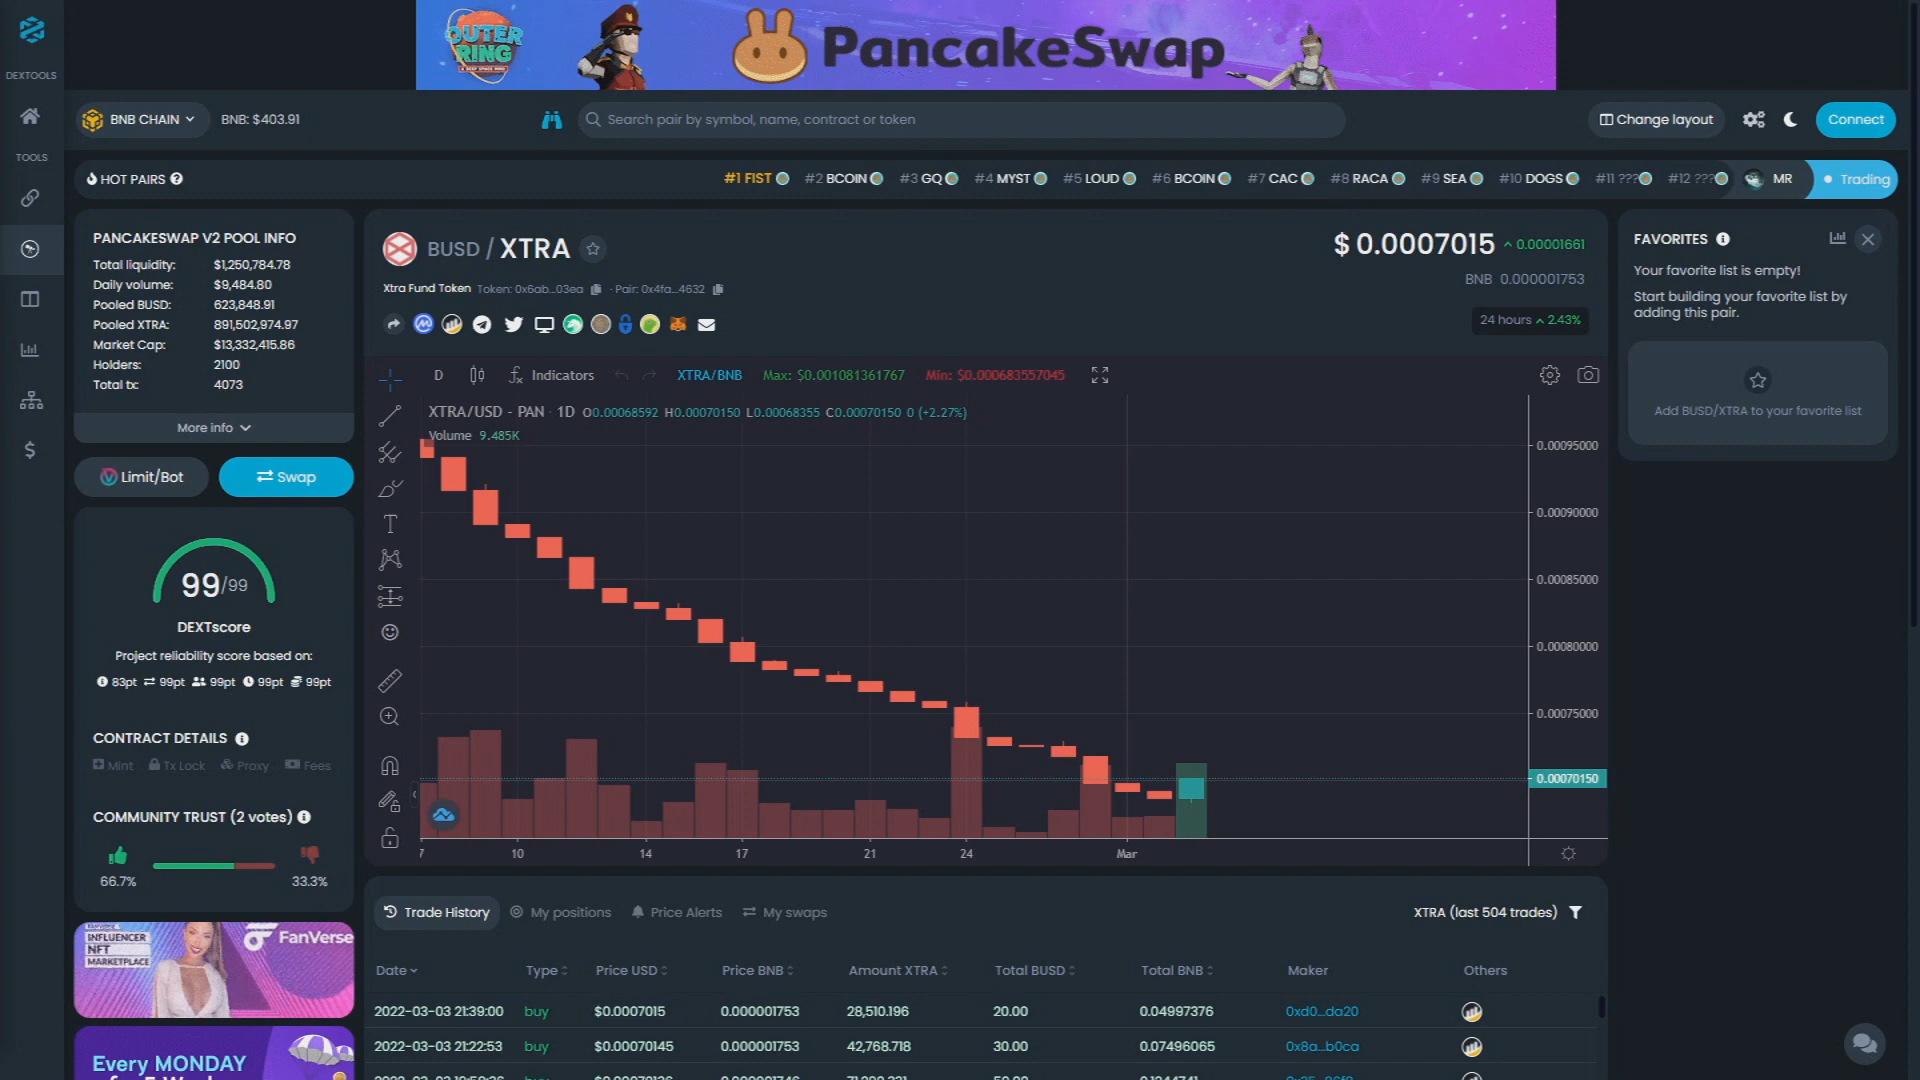 OUTER
RING
PancakeSwap
DEXTOOLS
BNB CHAIN
BNB: $403.91
Search pair by symbol, name, contract or token
Change layout
Connect
TOOLS
HOT PAIRS
#1 FIST
#2 BCOIN
#3 GQ
#4 MYST
#5 LOUD
#6 BCOIN
#7 CAC
#8 RACA
#9 SEA
#10 DOGS
#11 ???
#12 ???
MR
Trading
PANCAKESWAP V2 POOL INFO
Total liquidity: $1,250,784.78
Daily volume: $9,484.80
Pooled BUSD: 623,848.91
Pooled XTRA: 891,502,974.97
Market Cap: $13,332,415.86
Holders: 2100
Total tx: 4073
More info
Limit/Bot
Swap
99/99
DEXTscore
Project reliability score based on:
83pt 99pt 99pt 99pt 99pt
CONTRACT DETAILS
Mint Tx Lock Proxy Fees
COMMUNITY TRUST (2 votes)
66.7%
33.3%
INFLUENCER
NFT
MARKETPLACE
FanVerse
Every MONDAY
BUSD / XTRA
$ 0.0007015
0.00001661
BNB 0.000001753
Xtra Fund Token Token: 0x6ab...03ea - Pair: 0x4fa...4632
24 hours 2.43%
D
Indicators
XTRA/BNB
Max: $0.001081361767
Min: $0.000683557045
XTRA/USD - PAN · 1D O0.00068592 H0.00070150 L0.00068355 C0.00070150 0 (+2.27%)
Volume 9.485K
0.00095000
0.00090000
0.00085000
0.00080000
0.00075000
0.00070150
7
10
14
17
21
24
Mar
Trade History
My positions
Price Alerts
My swaps
XTRA (last 504 trades)
Date
Type
Price USD
Price BNB
Amount XTRA
Total BUSD
Total BNB
Maker
Others
2022-03-03 21:39:00 buy $0.0007015 0.000001753 28,510.196 20.00 0.04997376 0xd0...da20
2022-03-03 21:22:53 buy $0.00070145 0.000001753 42,768.718 30.00 0.07496065 0x8a...b0ca
FAVORITES
Your favorite list is empty!
Start building your favorite list by
adding this pair.
Add BUSD/XTRA to your favorite list